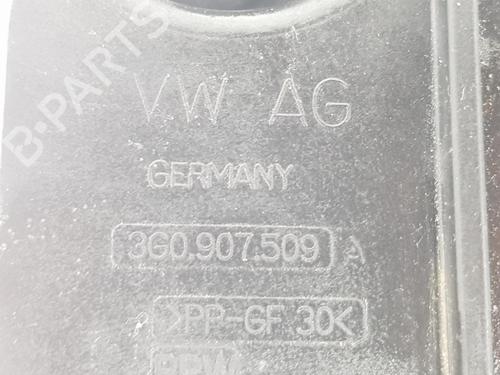 B-PARTS
VW AG
GERMANY
3G0.907.509 A
>PP-GF 30<